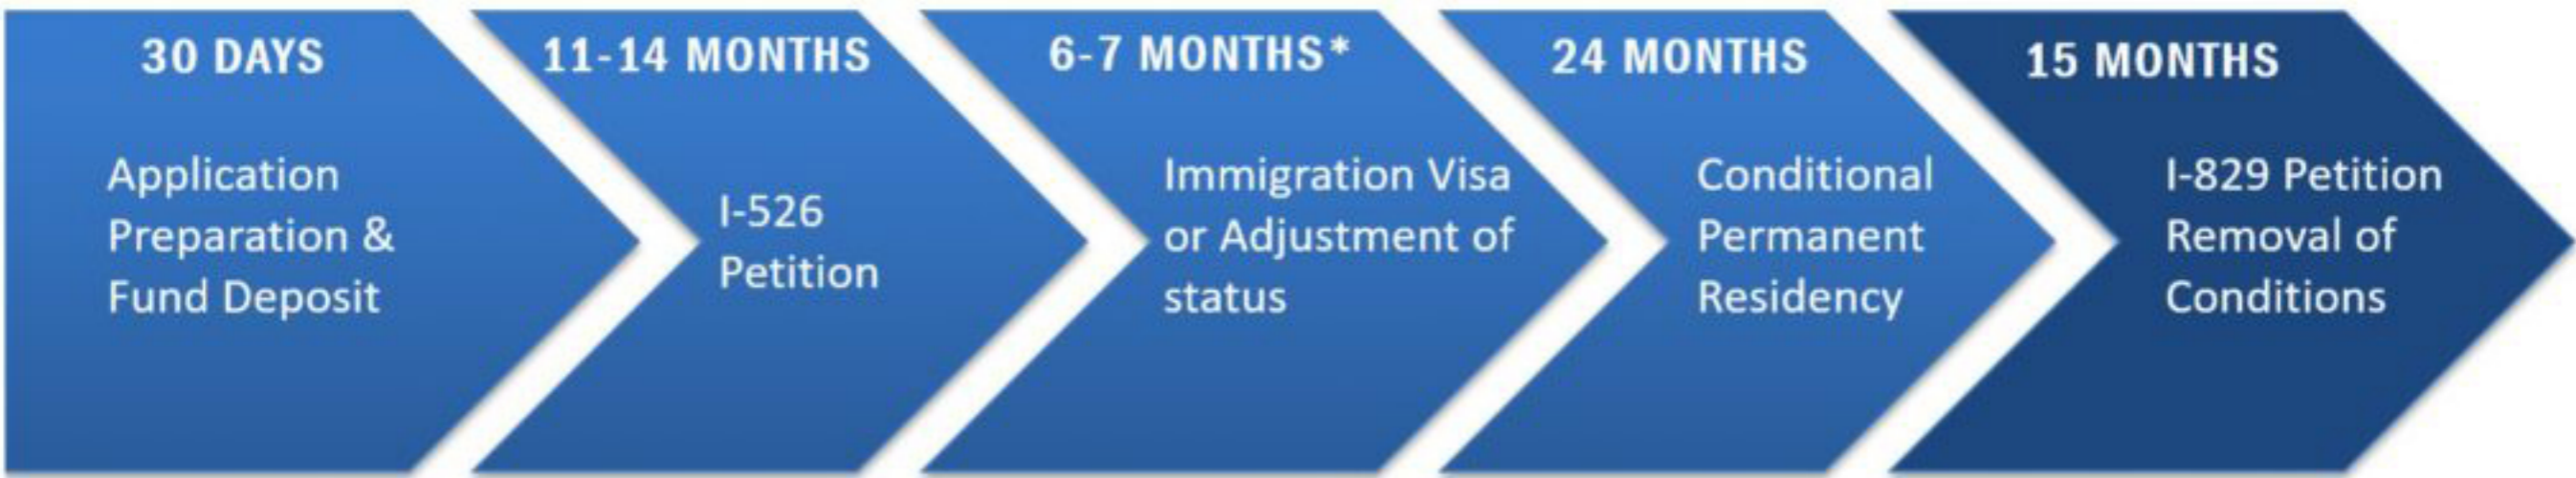 30 DAYS
Application
Preparation &
Fund Deposit
11-14 MONTHS
I-526
Petition
6-7 MONTHS*
Immigration Visa
or Adjustment of
status
24 MONTHS
Conditional
Permanent
Residency
15 MONTHS
I-829 Petition
Removal of
Conditions